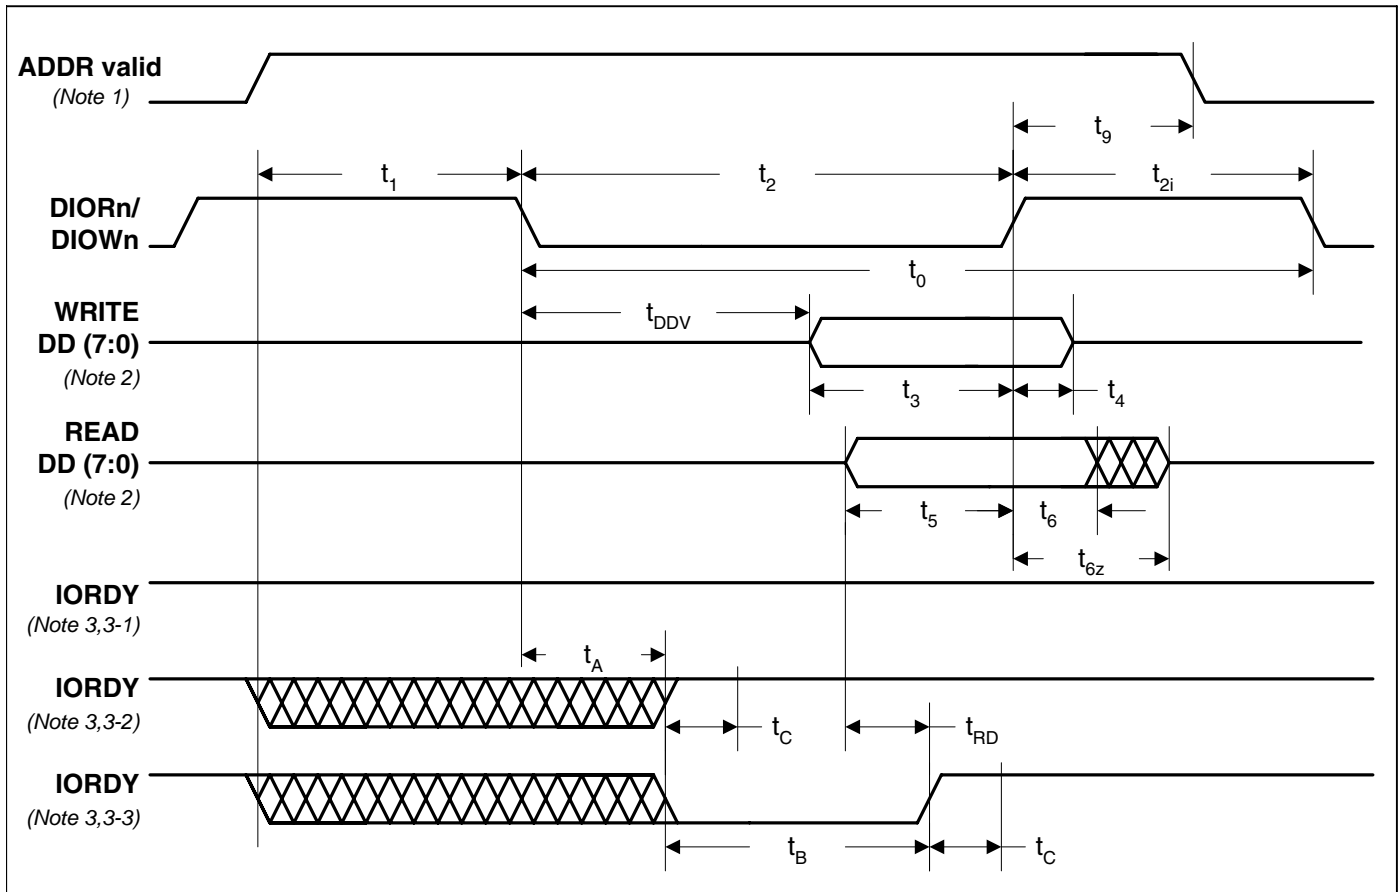 ADDR valid
(Note 1)
t9
t1
t2
t2i
DIORn/
DIOWn
t0
WRITE
DD (7:0)
(Note 2)
tDDV
t3
t4
READ
DD (7:0)
(Note 2)
t5
t6
t6z
IORDY
(Note 3,3-1)
tA
IORDY
(Note 3,3-2)
tC
tRD
IORDY
(Note 3,3-3)
tB
tC